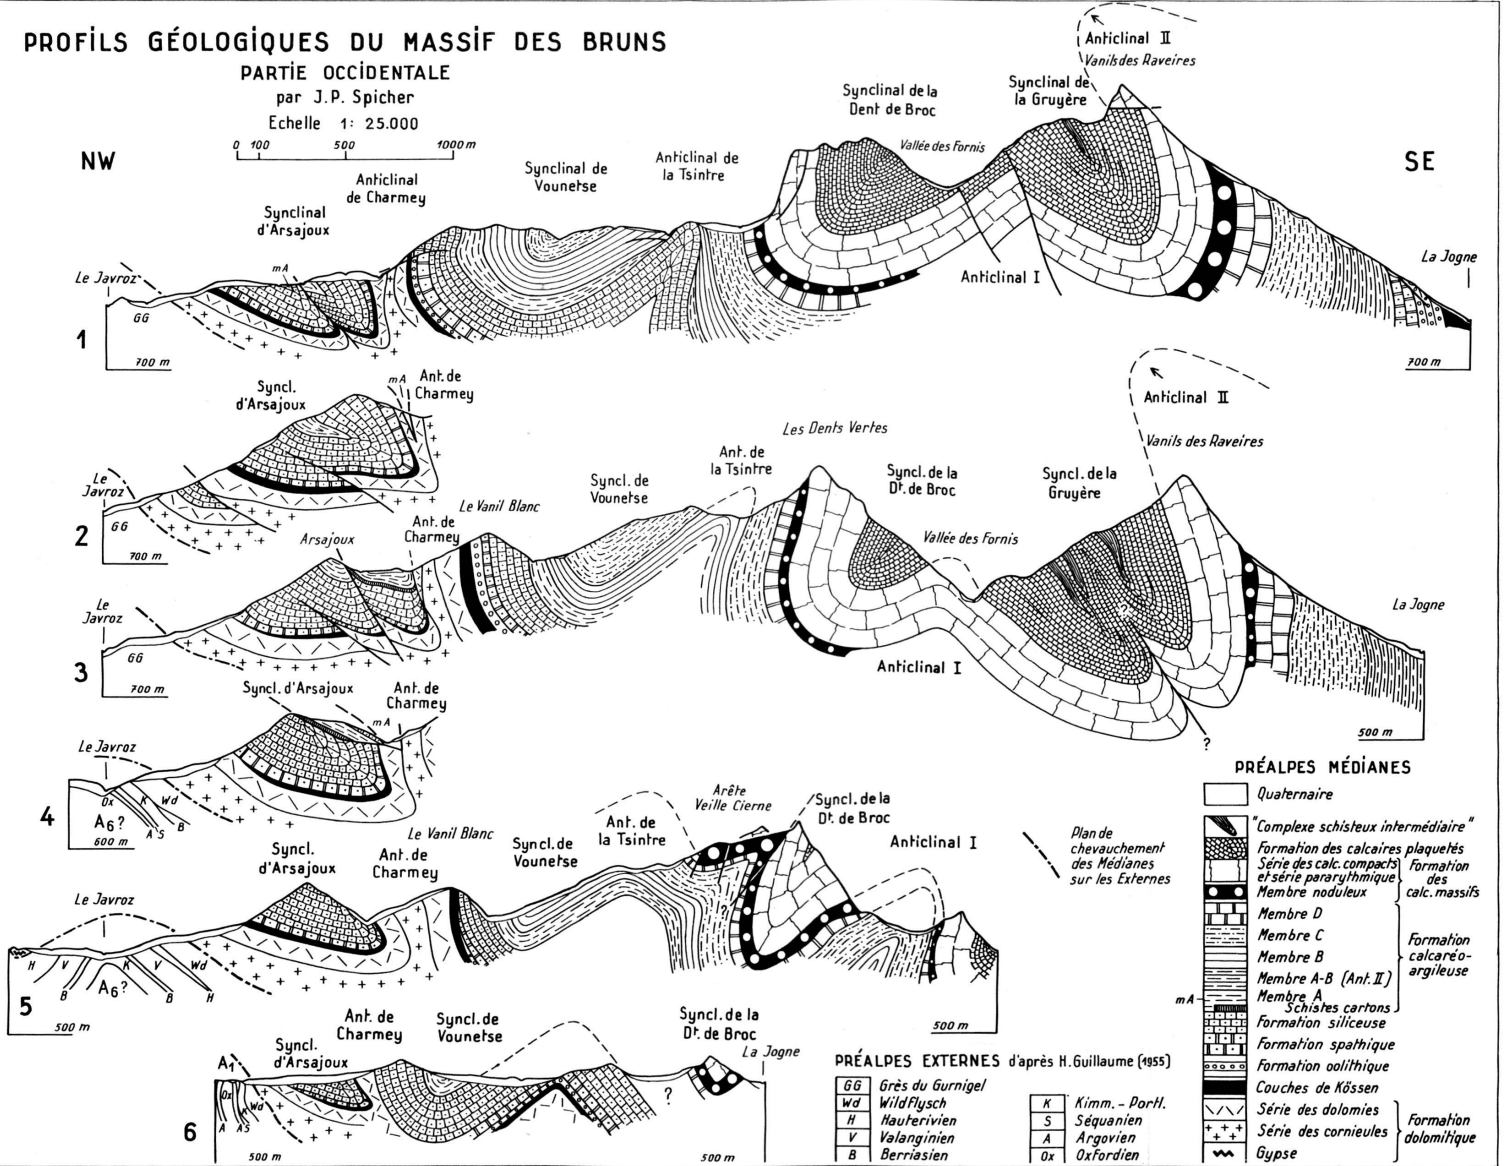 PROFILS GÉOLOGIQUES DU MASSIF DES BRUNS
PARTIE OCCIDENTALE
par J.P. Spicher
Echelle 1: 25.000
0 100 500 1000 m
NW
SE
Anticlinal II
Vanils des Raveires
Synclinal de
la Gruyère
Synclinal de la
Dent de Broc
Vallée des Fornis
Anticlinal de
la Tsintre
Synclinal de
Vounetse
Anticlinal
de Charmey
Synclinal
d'Arsajoux
mA
Le Javroz
GG
Anticlinal I
La Jogne
1
700 m
700 m
Syncl.
d'Arsajoux
mA
Ant. de
Charmey
Le
Javroz
GG
2
700 m
Anticlinal II
Vanils des Raveires
Les Dents Vertes
Ant. de
la Tsintre
Syncl. de
Vounetse
Syncl. de la
Dt. de Broc
Syncl. de la
Gruyère
Le Vanil Blanc
Ant. de
Charmey
Arsajoux
Vallée des Fornis
Le
Javroz
GG
?
La Jogne
Anticlinal I
3
700 m
500 m
?
Syncl. d'Arsajoux
Ant. de
Charmey
mA
Le Javroz
Ox K Wd
A6? A S B
4
600 m
Arête
Veille Cierne
Syncl. de la
Dt. de Broc
Ant. de
la Tsintre
Anticlinal I
Le Vanil Blanc
Syncl. de
Vounetse
Ant. de
Charmey
Syncl.
d'Arsajoux
Le Javroz
?
H V K V Wd
B A6? B H
5
500 m
500 m
Ant. de
Charmey
Syncl. de
Vounetse
Syncl. de la
Dt. de Broc
La Jogne
Syncl.
d'Arsajoux
A1
Ox Wd
A A S
?
6
500 m
500 m
Plan de
chevauchement
des Médianes
sur les Externes
PRÉALPES MÉDIANES
Quaternaire
"Complexe schisteux intermédiaire"
Formation des calcaires plaquetés
Série des calc. compacts
et série pararythmique
Membre noduleux
Formation
des
calc. massifs
Membre D
Membre C
Membre B
Membre A-B (Ant. II)
mA
Membre A
Schistes cartons
Formation
calcaréo-
argileuse
Formation siliceuse
Formation spathique
Formation oolithique
Couches de Kössen
Série des dolomies
Série des cornieules
Gypse
Formation
dolomitique
PRÉALPES EXTERNES d'après H. Guillaume (1955)
GG Grès du Gurnigel
Wd Wildflysch
H Hauterivien
V Valanginien
B Berriasien
K Kimm. - Portl.
S Séquanien
A Argovien
Ox Oxfordien